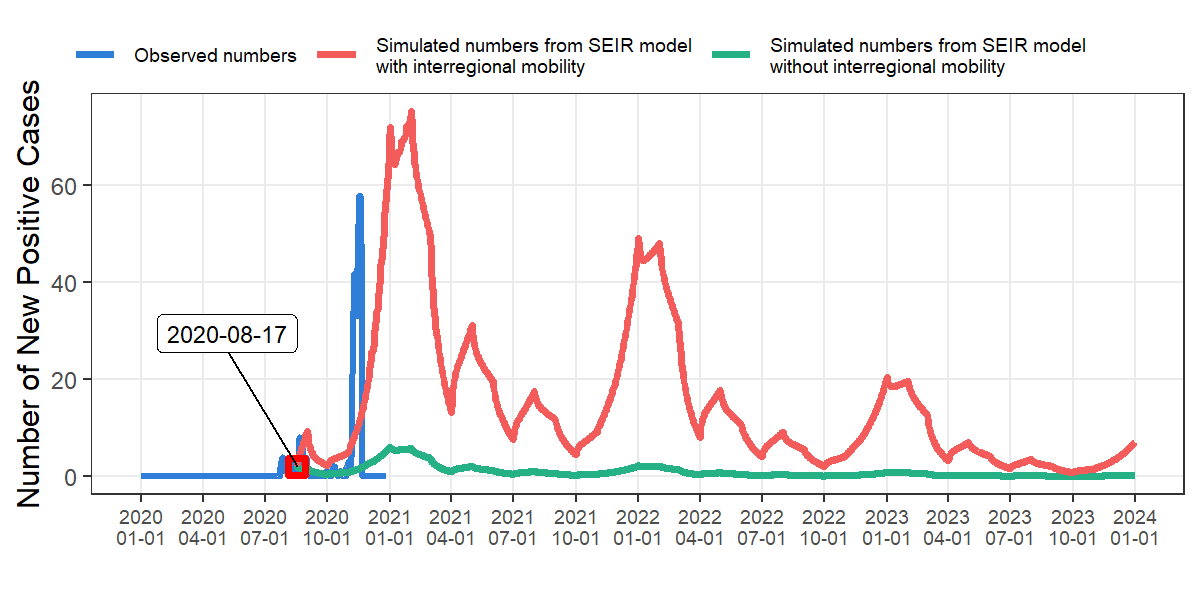 Observed numbers
Simulated numbers from SEIR model
with interregional mobility
Simulated numbers from SEIR model
without interregional mobility
Number of New Positive Cases
60
40
20
0
2020-08-17
2020 2020 2020 2020 2021 2021 2021 2021 2022 2022 2022 2022 2023 2023 2023 2023 2024
01-01 04-01 07-01 10-01 01-01 04-01 07-01 10-01 01-01 04-01 07-01 10-01 01-01 04-01 07-01 10-01 01-01